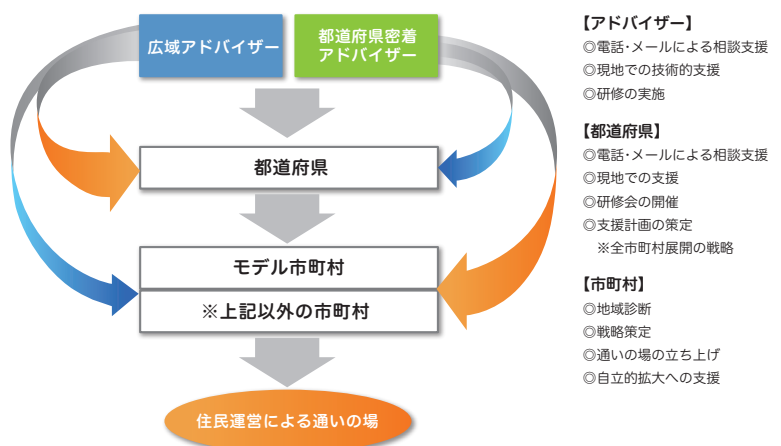 広域アドバイザー
都道府県密着
アドバイザー
都道府県
モデル市町村
※上記以外の市町村
住民運営による通いの場
【アドバイザー】
◎電話・メールによる相談支援
◎現地での技術的支援
◎研修の実施
【都道府県】
◎電話・メールによる相談支援
◎現地での支援
◎研修会の開催
◎支援計画の策定
※全市町村展開の戦略
【市町村】
◎地域診断
◎戦略策定
◎通いの場の立ち上げ
◎自立的拡大への支援